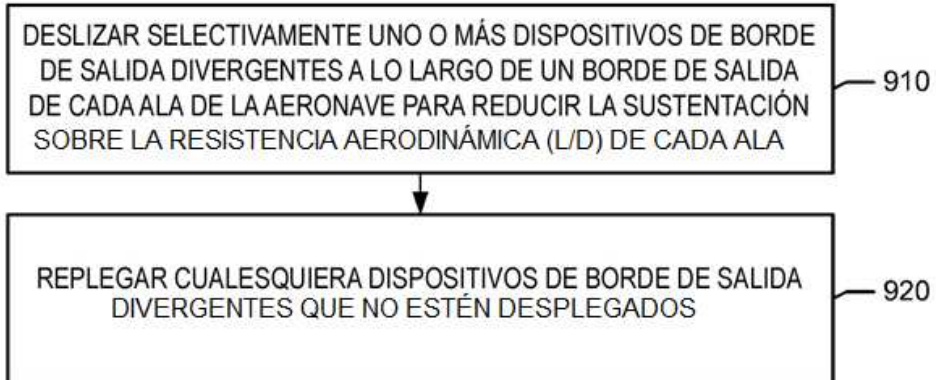 DESLIZAR SELECTIVAMENTE UNO O MÁS DISPOSITIVOS DE BORDE
DE SALIDA DIVERGENTES A LO LARGO DE UN BORDE DE SALIDA
DE CADA ALA DE LA AERONAVE PARA REDUCIR LA SUSTENTACIÓN
SOBRE LA RESISTENCIA AERODINÁMICA (L/D) DE CADA ALA
910
REPLEGAR CUALESQUIERA DISPOSITIVOS DE BORDE DE SALIDA
DIVERGENTES QUE NO ESTÉN DESPLEGADOS
920